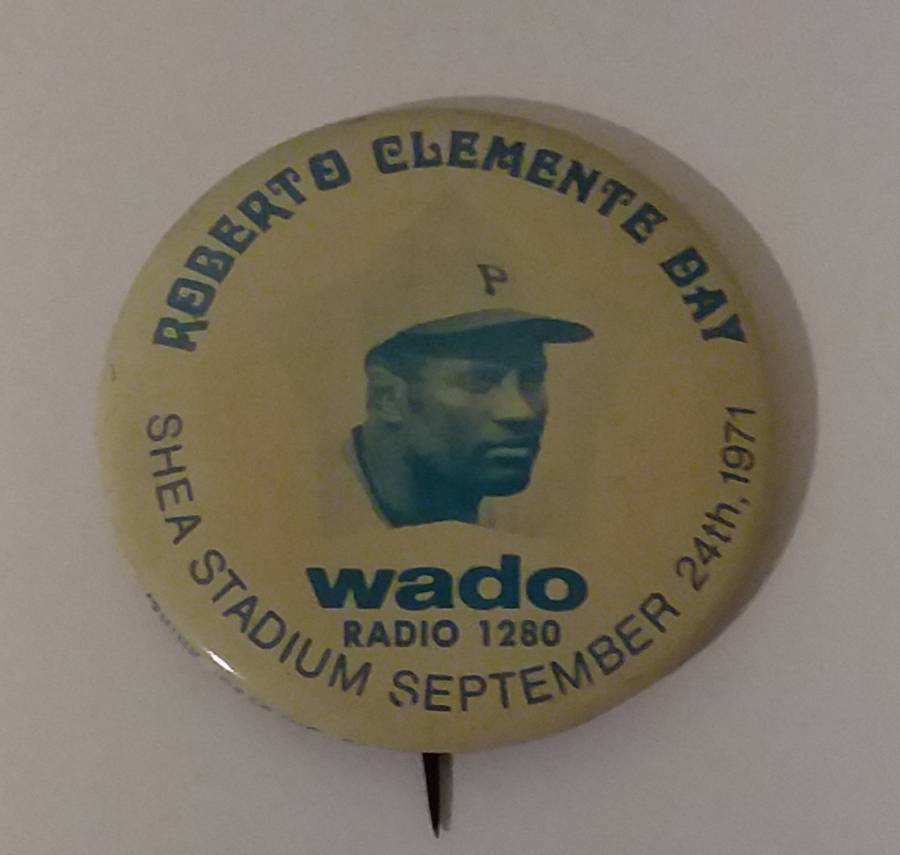 ROBERTO CLEMENTE DAY
P
wado
RADIO 1280
SHEA STADIUM SEPTEMBER 24th, 1971